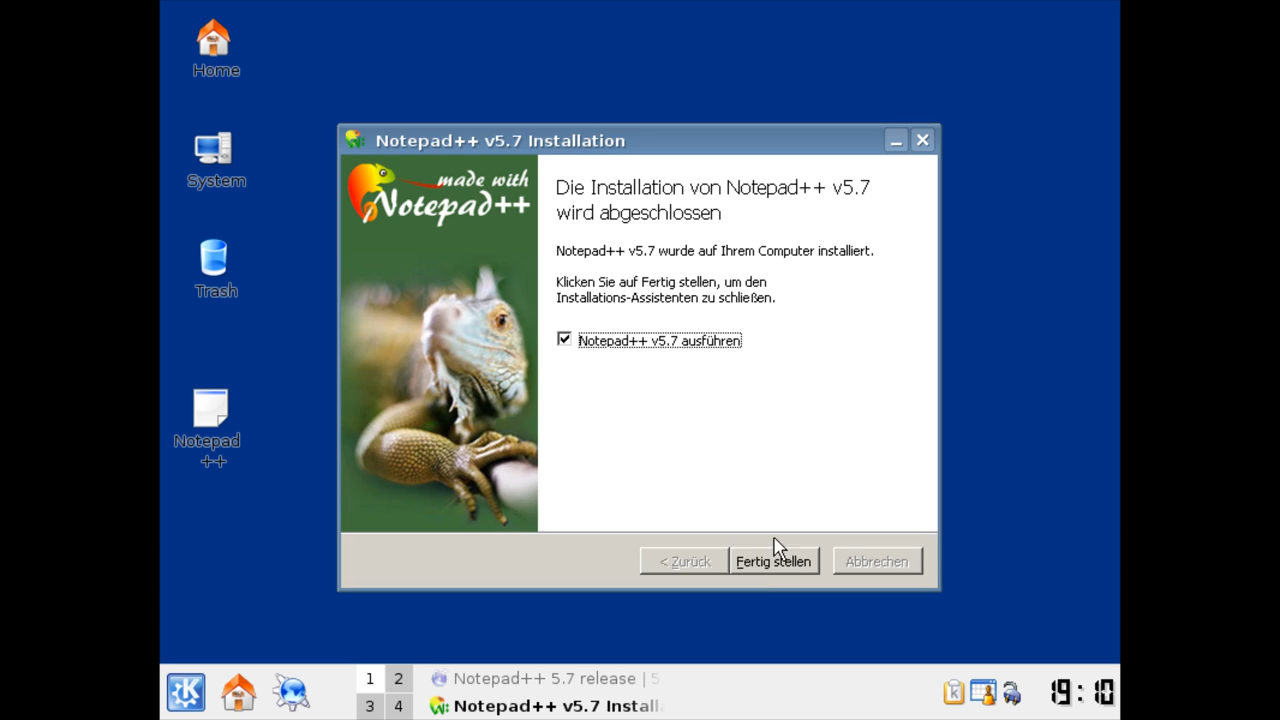 Home
System
Trash
Notepad
++
Notepad++ v5.7 Installation
made with
Notepad++
Die Installation von Notepad++ v5.7
wird abgeschlossen
Notepad++ v5.7 wurde auf Ihrem Computer installiert.
Klicken Sie auf Fertig stellen, um den
Installations-Assistenten zu schließen.
Notepad++ v5.7 ausführen
< Zurück
Fertig stellen
Abbrechen
1 2
3 4
Notepad++ 5.7 release | 5
Notepad++ v5.7 Install
19:10